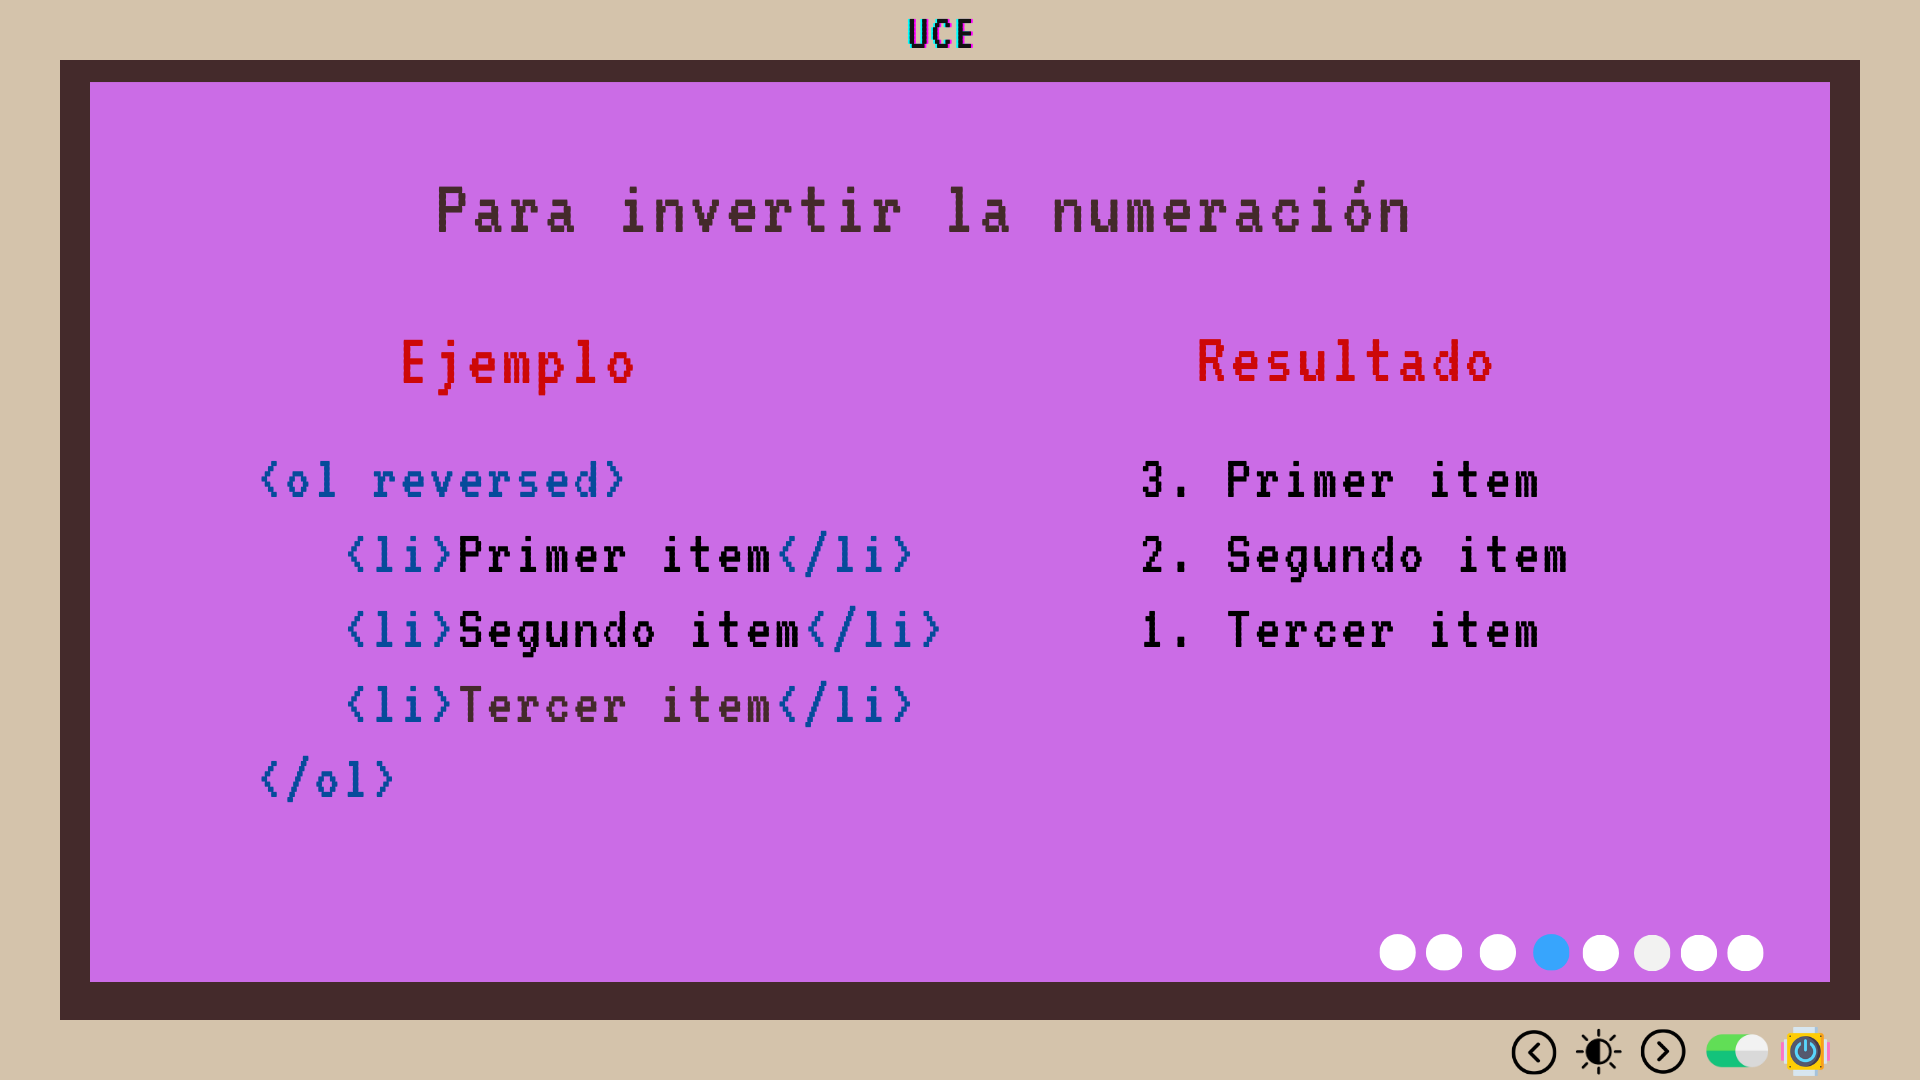 UCE
Para invertir la numeración
Ejemplo
<ol reversed>
<li>Primer item</li>
<li>Segundo item</li>
<li>Tercer item</li>
</ol>
Resultado
3. Primer item
2. Segundo item
1. Tercer item